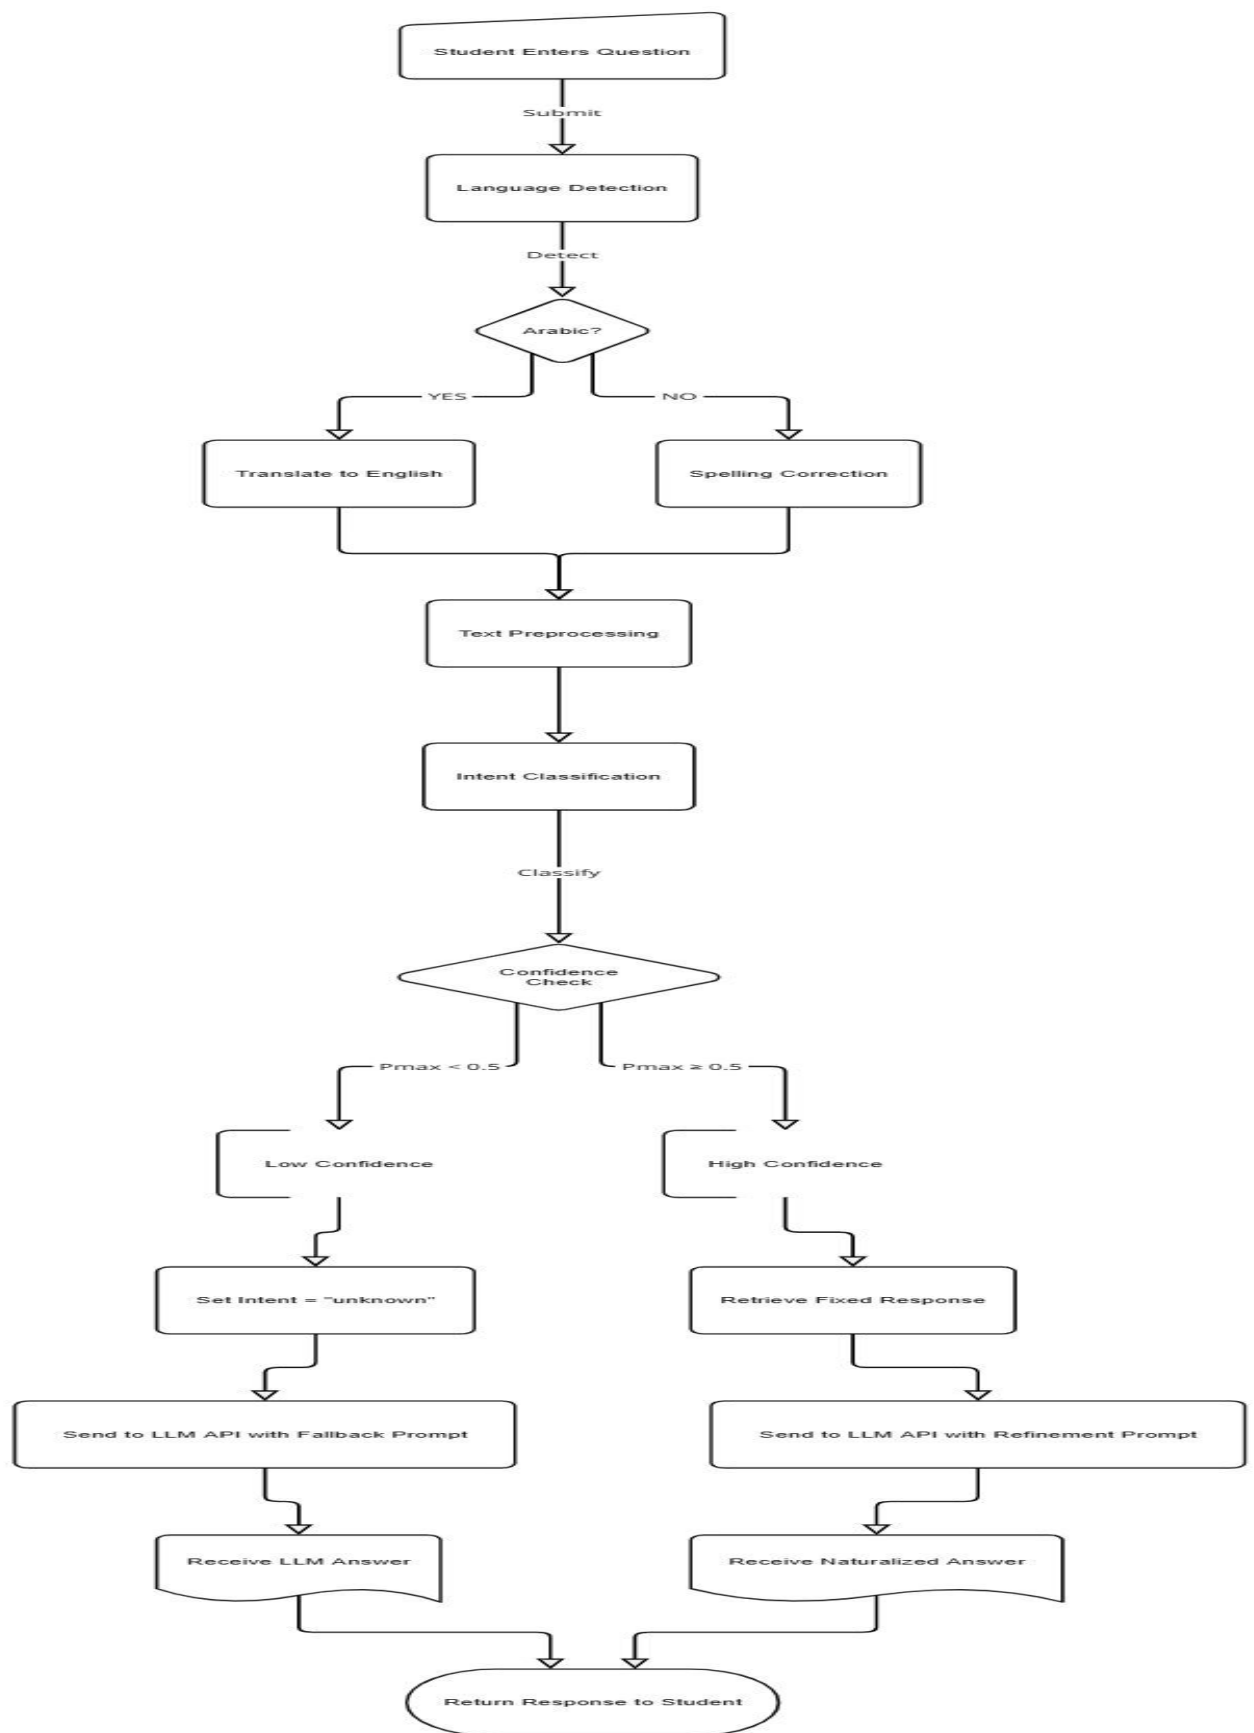 Student Enters Question
Submit
Language Detection
Detect
Arabic?
YES
NO
Translate to English
Spelling Correction
Text Preprocessing
Intent Classification
Classify
Confidence
Check
Pmax < 0.5
Pmax ≥ 0.5
Low Confidence
High Confidence
Set Intent = "unknown"
Retrieve Fixed Response
Send to LLM API with Fallback Prompt
Send to LLM API with Refinement Prompt
Receive LLM Answer
Receive Naturalized Answer
Return Response to Student